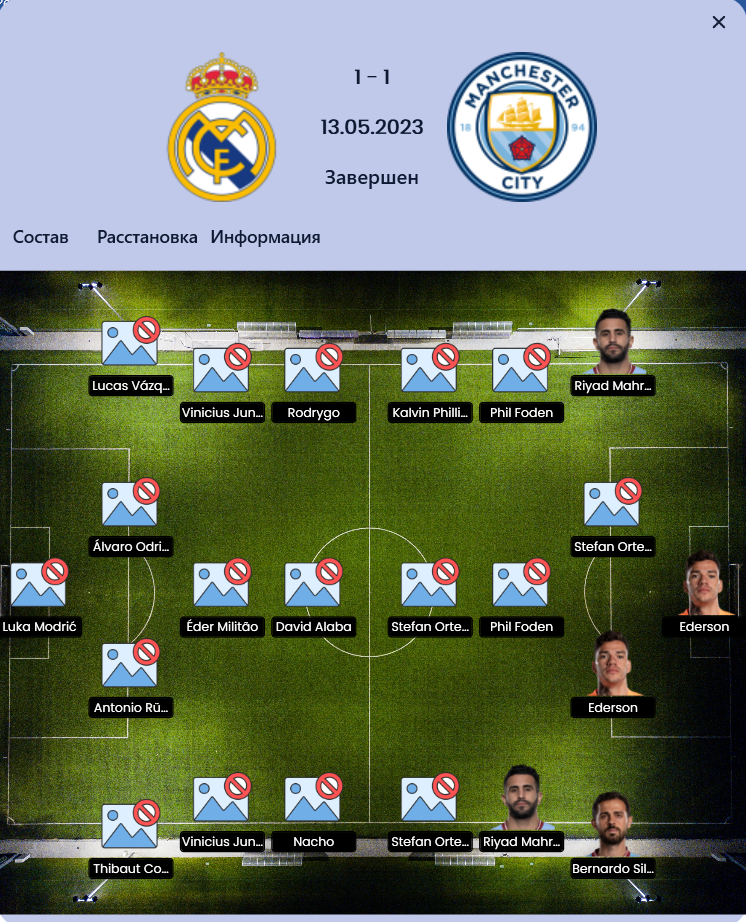 1 - 1
MANCHESTER
18 94
CITY
13.05.2023
Завершен
Состав Расстановка Информация
Lucas Vázq...
Vinicius Jun...
Rodrygo
Kalvin Philli...
Phil Foden
Riyad Mahr...
Álvaro Odri...
Stefan Orte...
Luka Modrić
Éder Militão
David Alaba
Stefan Orte...
Phil Foden
Ederson
Antonio Rü...
Ederson
Vinicius Jun...
Nacho
Stefan Orte...
Riyad Mahr...
Thibaut Co...
Bernardo Sil...